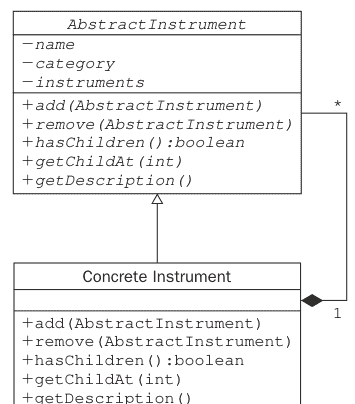 AbstractInstrument
-name
-category
-instruments
+add(AbstractInstrument)
+remove(AbstractInstrument)
+hasChildren():boolean
+getChildAt(int)
+getDescription()
*
Concrete Instrument
1
+add(AbstractInstrument)
+remove(AbstractInstrument)
+hasChildren():boolean
+getChildAt(int)
+getDescription()